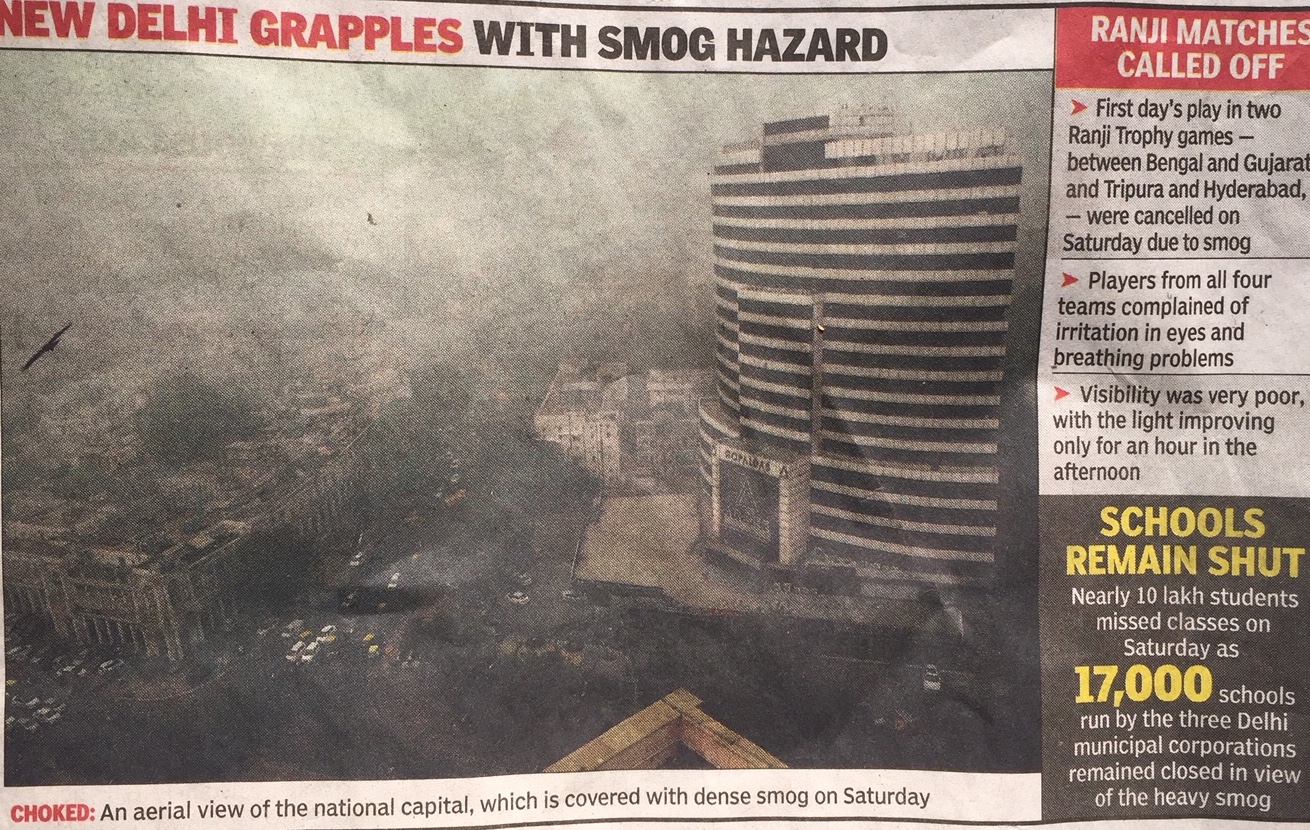 NEW DELHI GRAPPLES WITH SMOG HAZARD
GOPALDAS
CHOKED: An aerial view of the national capital, which is covered with dense smog on Saturday
RANJI MATCHES
CALLED OFF
➤ First day's play in two
Ranji Trophy games —
between Bengal and Gujarat
and Tripura and Hyderabad,
— were cancelled on
Saturday due to smog
➤ Players from all four
teams complained of
irritation in eyes and
breathing problems
➤ Visibility was very poor,
with the light improving
only for an hour in the
afternoon
SCHOOLS
REMAIN SHUT
Nearly 10 lakh students
missed classes on
Saturday as
17,000 schools
run by the three Delhi
municipal corporations
remained closed in view
of the heavy smog